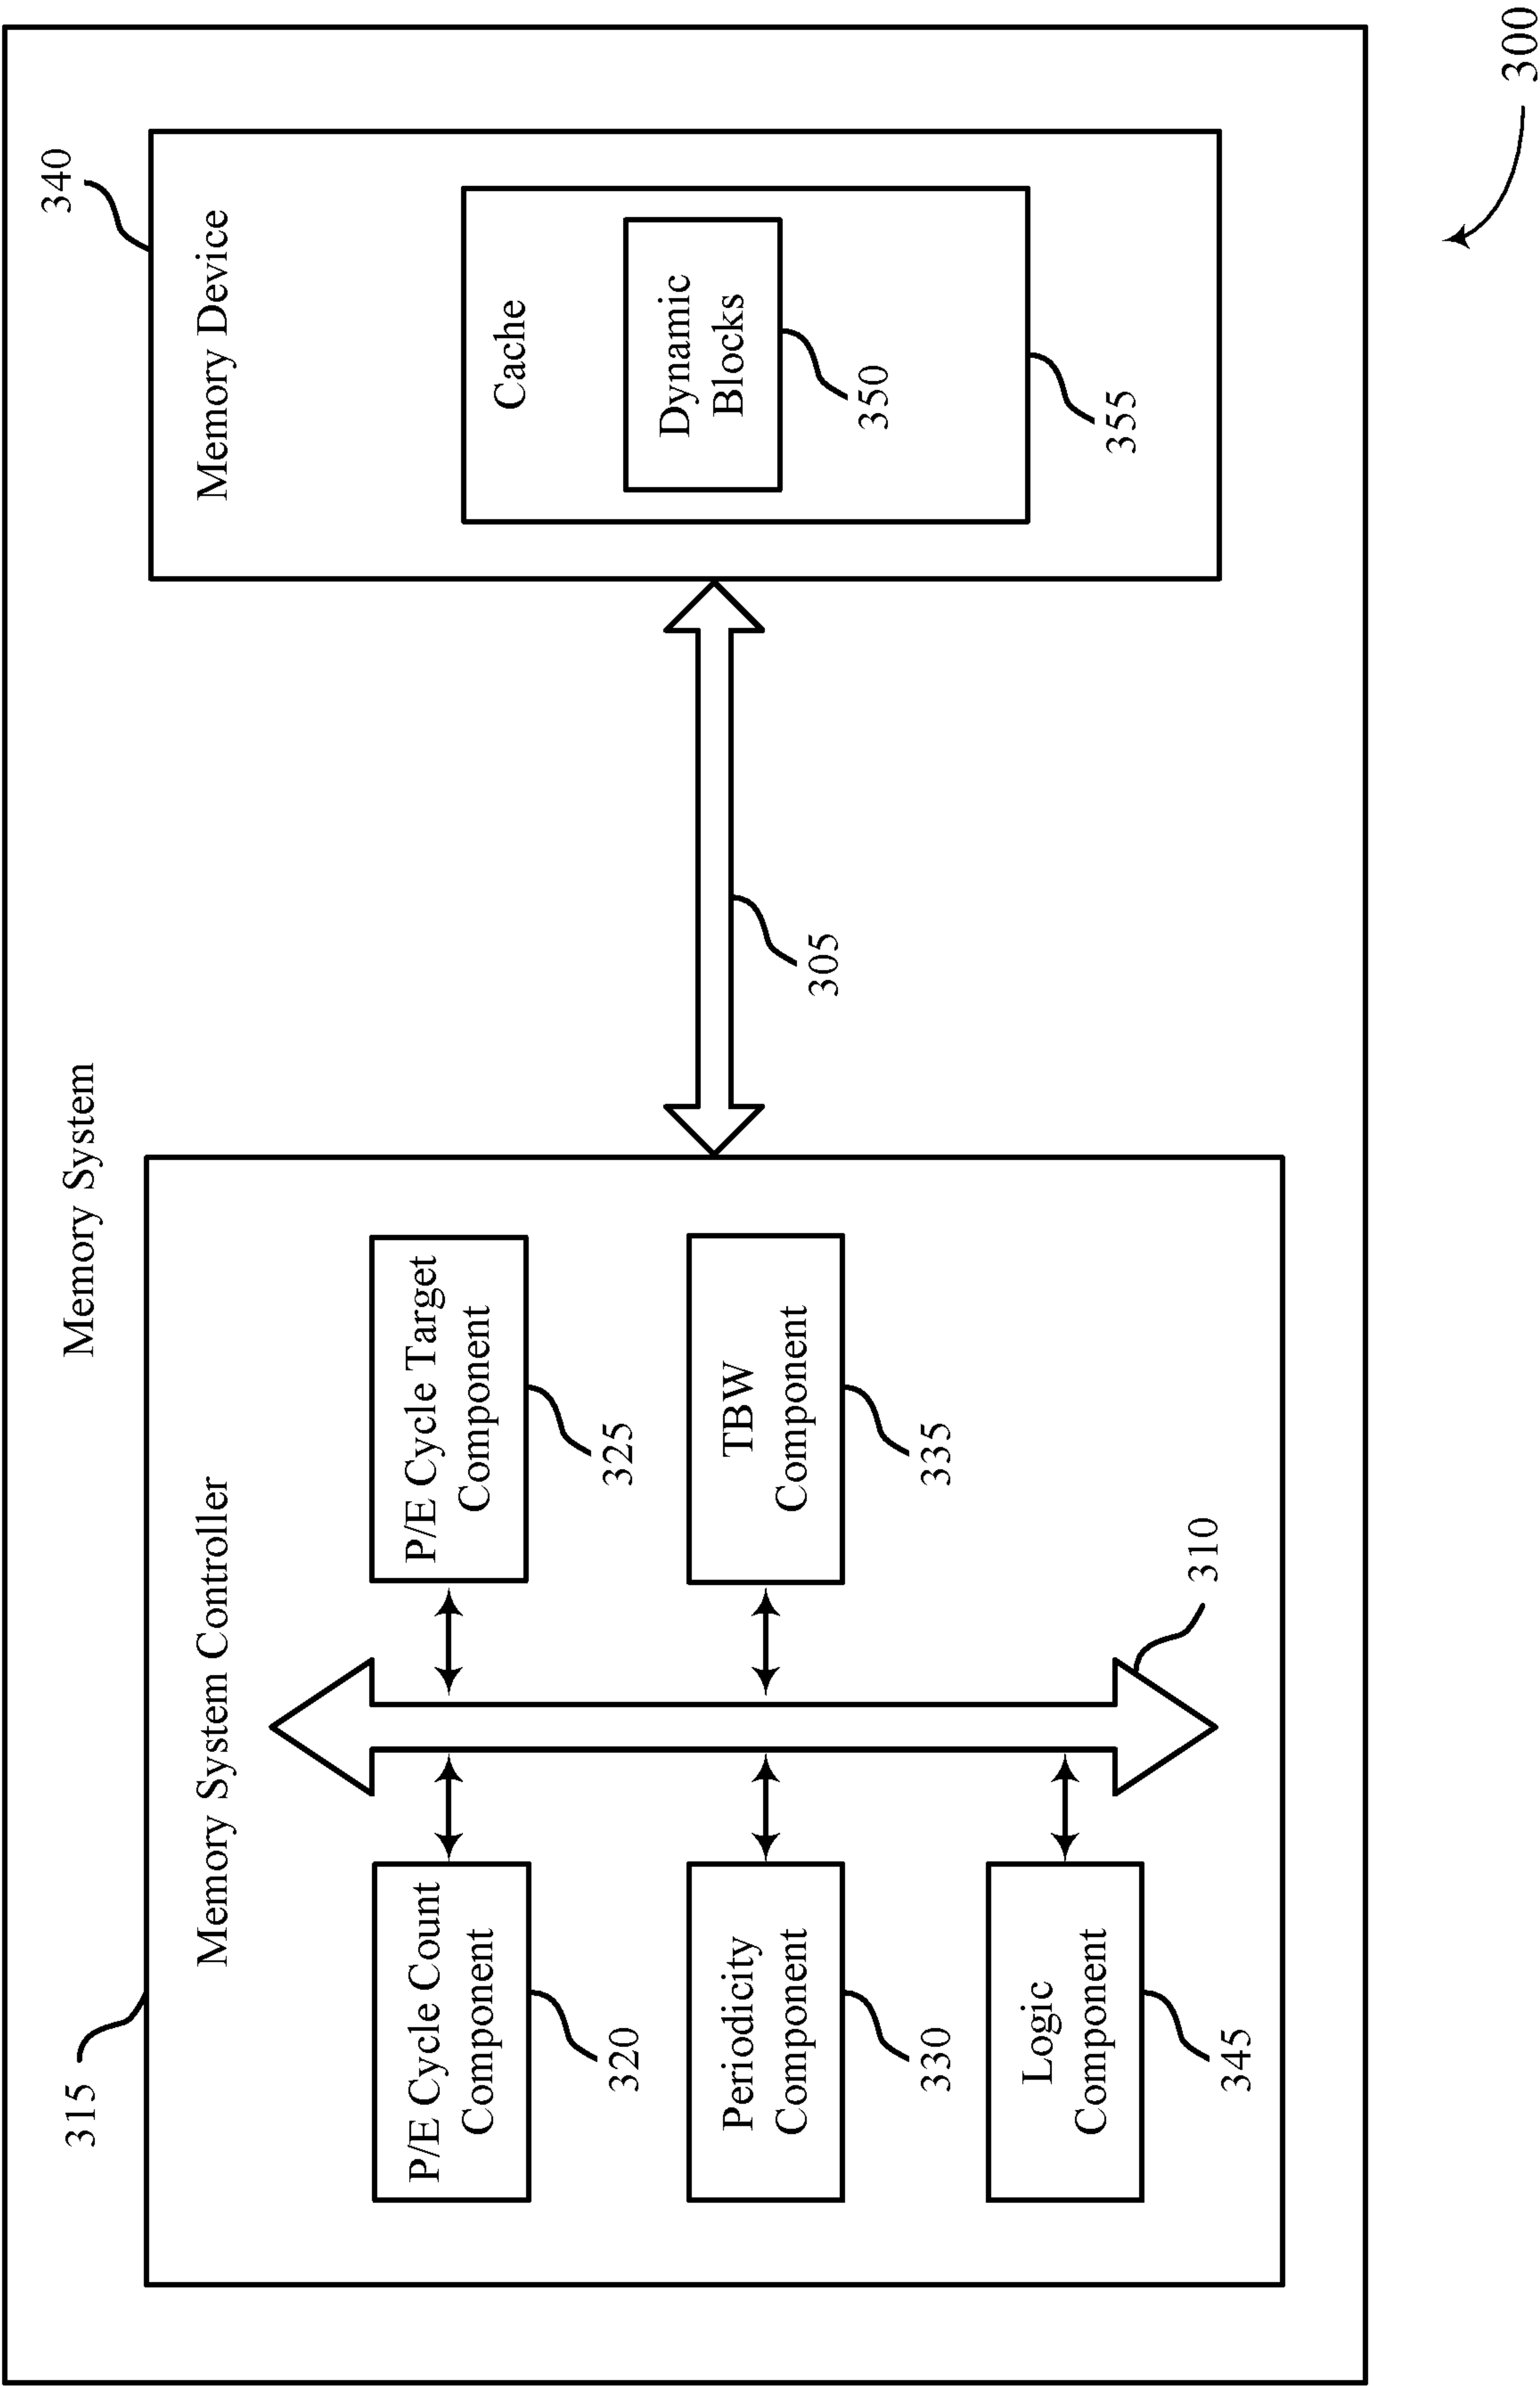 Memory System
315
Memory System Controller
P/E Cycle Count
Component
320
P/E Cycle Target
Component
325
Periodicity
Component
330
TBW
Component
335
Logic
Component
345
310
305
340
Memory Device
Cache
Dynamic
Blocks
350
355
300